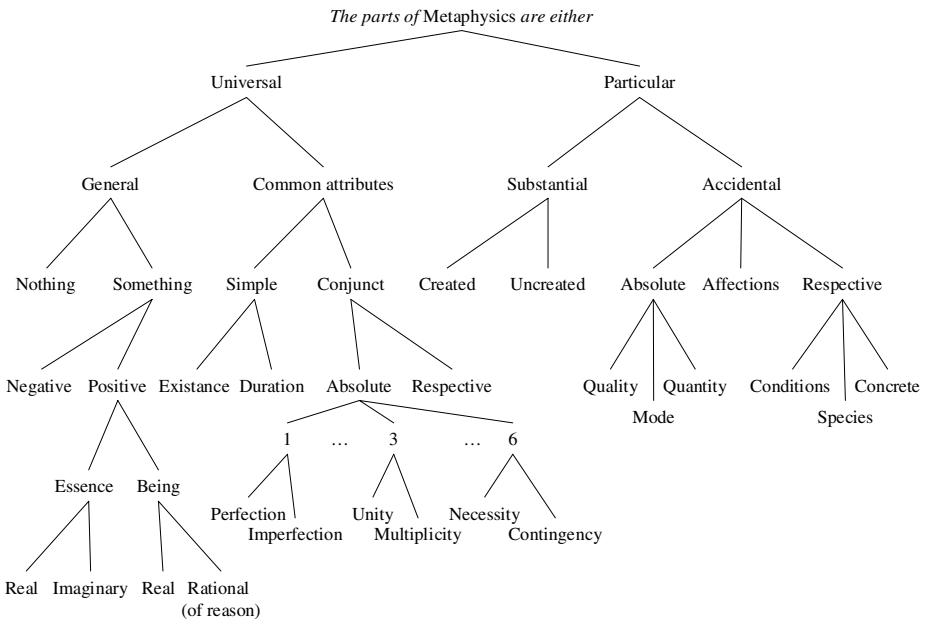 The parts of Metaphysics are either
Universal Particular
General Common attributes Substantial Accidental
Nothing Something Simple Conjunct Created Uncreated Absolute Affections Respective
Negative Positive Existance Duration Absolute Respective Quality Quantity Conditions Concrete
Mode Species
1 ... 3 ... 6
Essence Being
Perfection Unity Necessity
Imperfection Multiplicity Contingency
Real Imaginary Real Rational
(of reason)